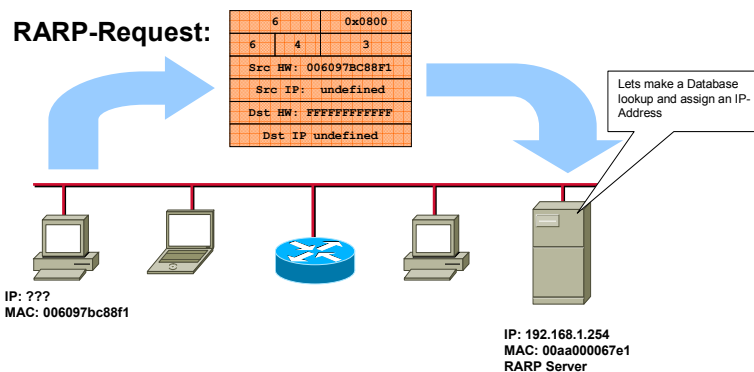 RARP-Request:
6 0x0800
6 4 3
Src HW: 006097BC88F1
Src IP: undefined
Dst HW: FFFFFFFFFFFF
Dst IP undefined
Lets make a Database
lookup and assign an IP-
Address
IP: ???
MAC: 006097bc88f1
IP: 192.168.1.254
MAC: 00aa000067e1
RARP Server